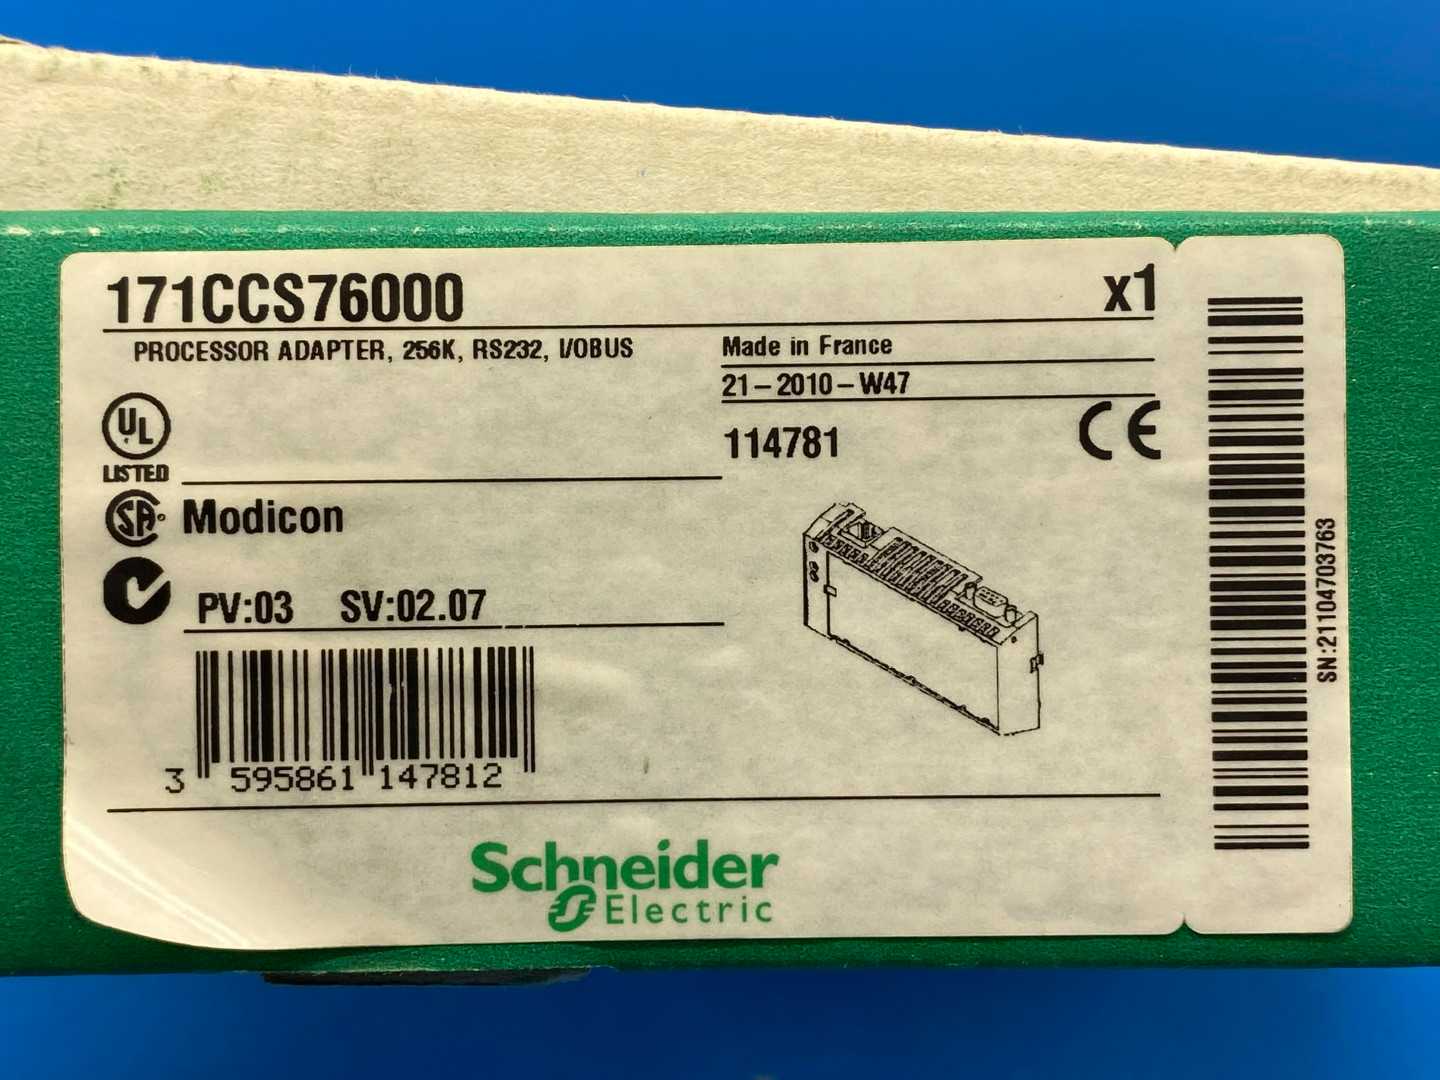 171CCS76000 x1
PROCESSOR ADAPTER, 256K, RS232, I/OBUS
Made in France
21-2010-W47
114781
CE
UL
LISTED
SA
Modicon
PV:03 SV:02.07
3 595861 147812
SN:21104703763
Schneider
Electric